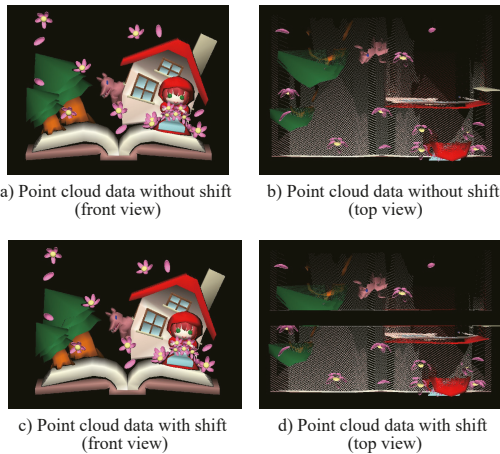 a) Point cloud data without shift
(front view)
b) Point cloud data without shift
(top view)
c) Point cloud data with shift
(front view)
d) Point cloud data with shift
(top view)